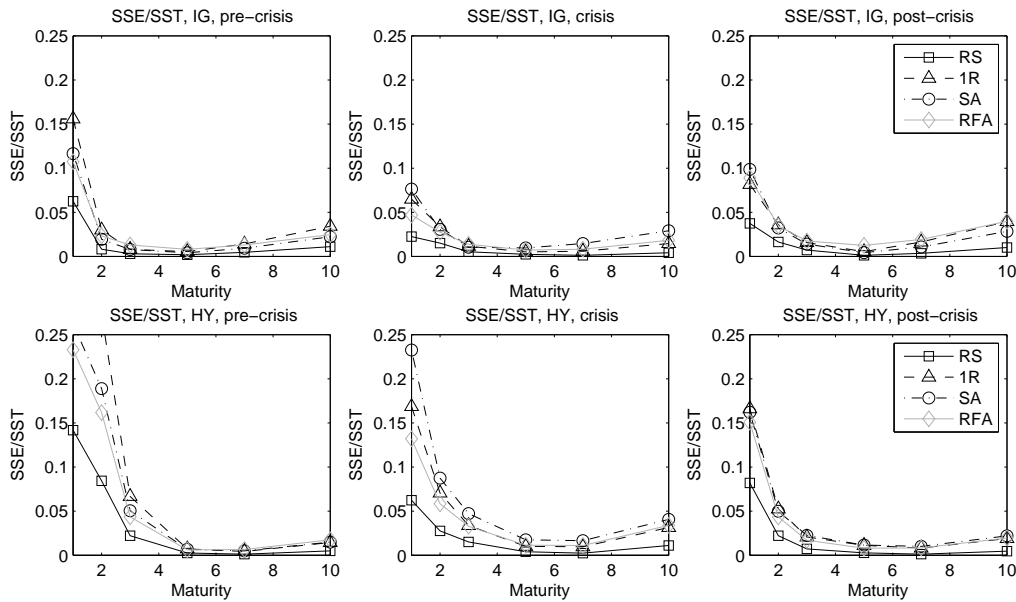 SSE/SST, IG, pre-crisis
SSE/SST, IG, crisis
SSE/SST, IG, post-crisis
0.25
0.2
0.15
0.1
0.05
0
SSE/SST
2
4
6
8
10
Maturity
0.25
0.2
0.15
0.1
0.05
0
SSE/SST
2
4
6
8
10
Maturity
0.25
0.2
0.15
0.1
0.05
0
SSE/SST
2
4
6
8
10
Maturity
RS
1R
SA
RFA
SSE/SST, HY, pre-crisis
SSE/SST, HY, crisis
SSE/SST, HY, post-crisis
0.25
0.2
0.15
0.1
0.05
0
SSE/SST
2
4
6
8
10
Maturity
0.25
0.2
0.15
0.1
0.05
0
SSE/SST
2
4
6
8
10
Maturity
0.25
0.2
0.15
0.1
0.05
0
SSE/SST
2
4
6
8
10
Maturity
RS
1R
SA
RFA